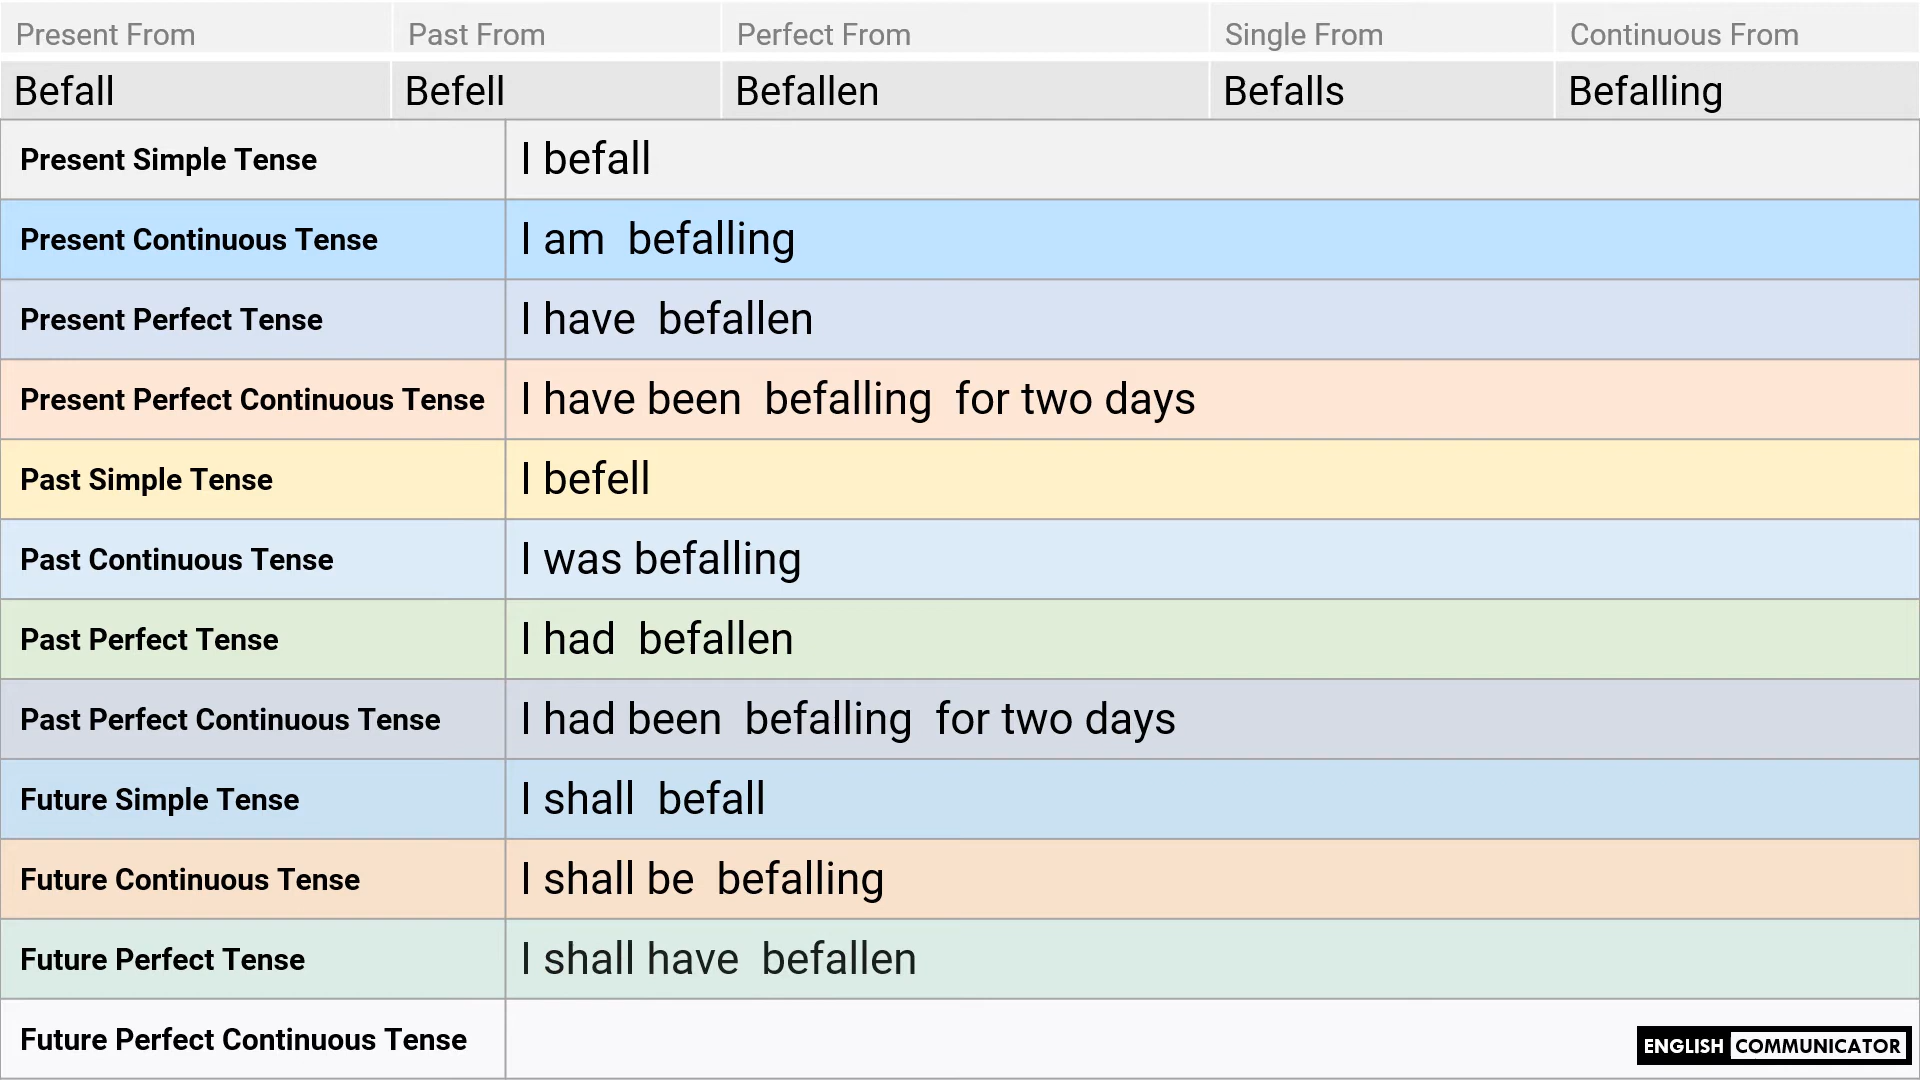 Present From Past From Perfect From Single From Continuous From
Befall Befell Befallen Befalls Befalling
Present Simple Tense I befall
Present Continuous Tense I am befalling
Present Perfect Tense I have befallen
Present Perfect Continuous Tense I have been befalling for two days
Past Simple Tense I befell
Past Continuous Tense I was befalling
Past Perfect Tense I had befallen
Past Perfect Continuous Tense I had been befalling for two days
Future Simple Tense I shall befall
Future Continuous Tense I shall be befalling
Future Perfect Tense I shall have befallen
Future Perfect Continuous Tense
ENGLISH COMMUNICATOR